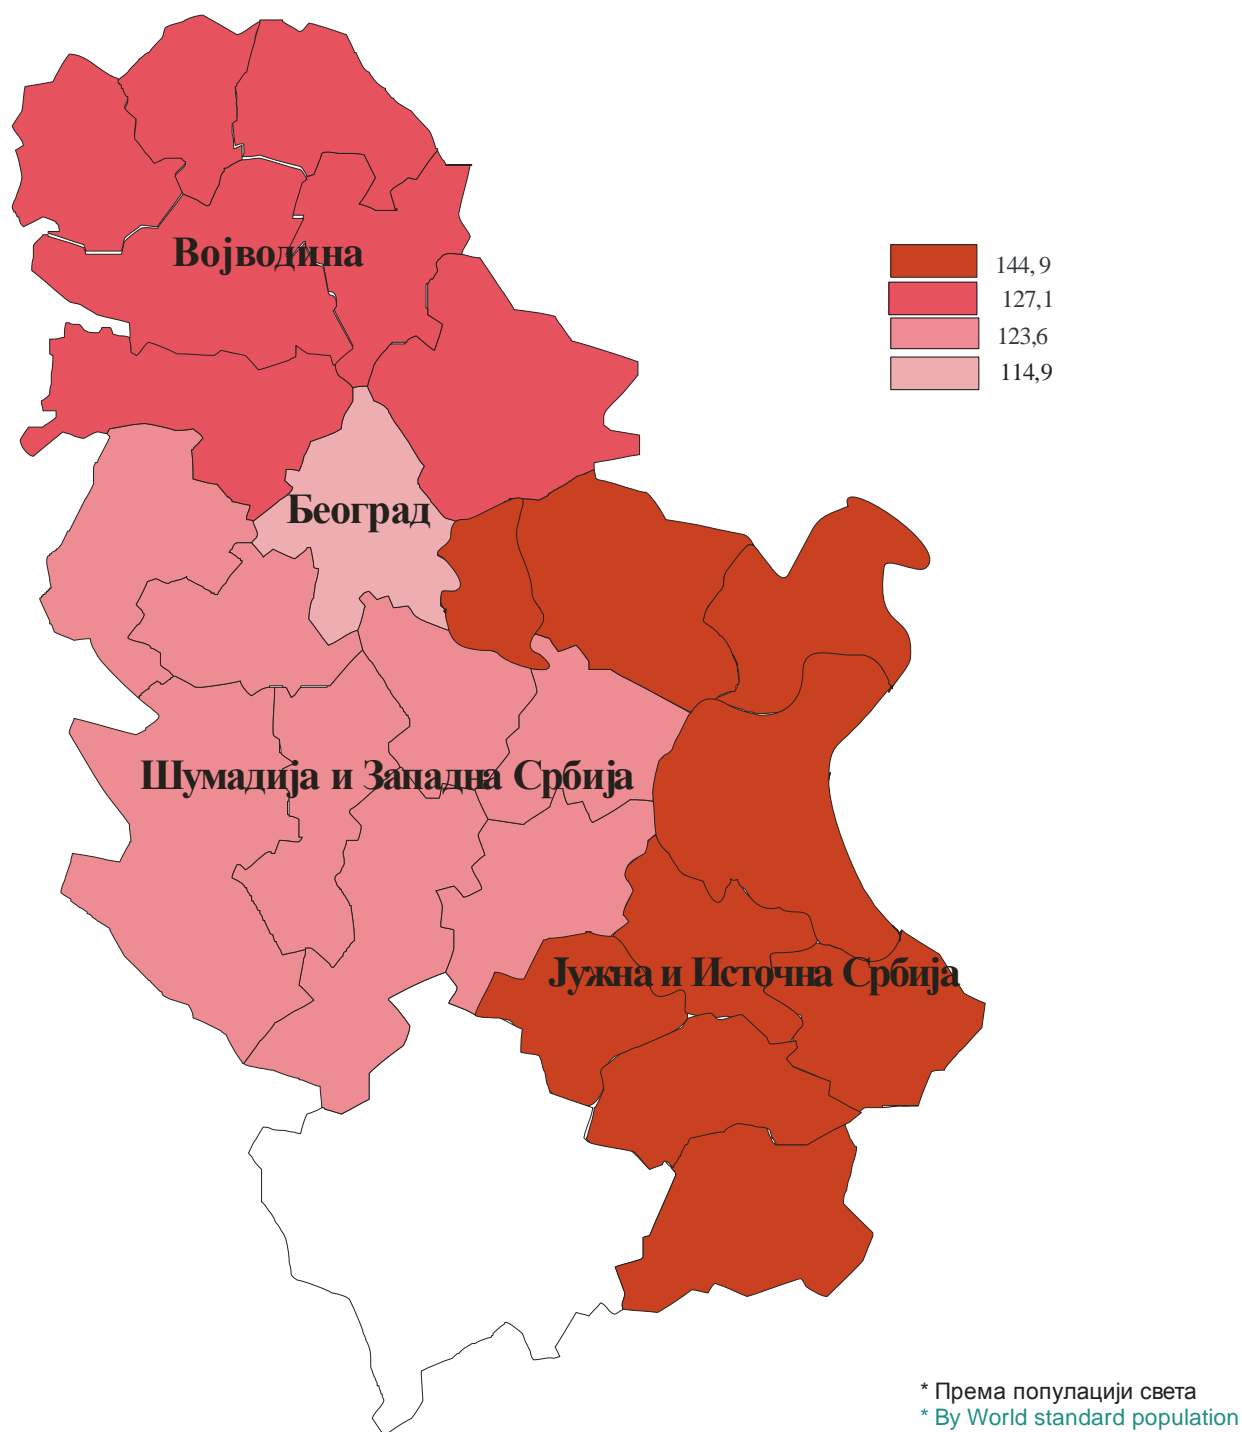 Војводина
144,9
127,1
123,6
114,9
Београд
Шумадија и Западна Србија
Јужна и Источна Србија
* Према популацији света
* By World standard population